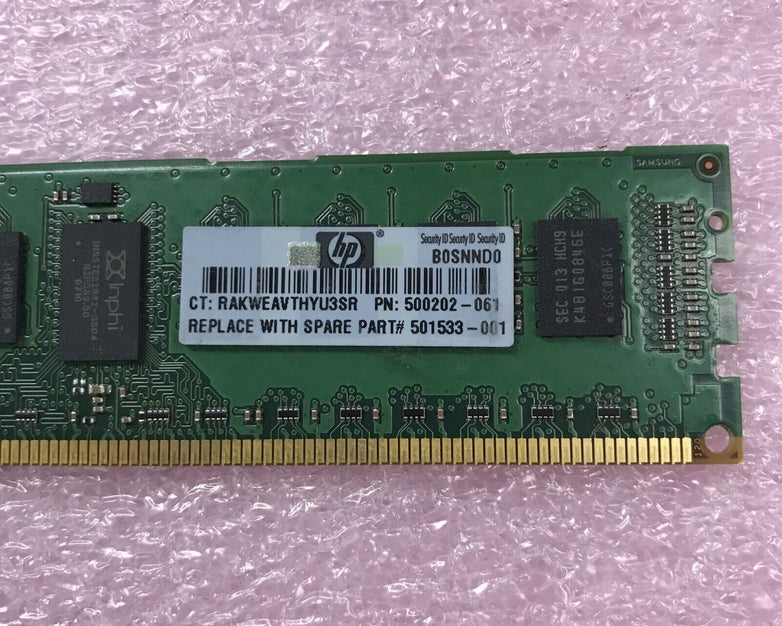 SAMSUNG
hp
®
Security ID Security ID Security ID
B0SNND0
CT: RAKWEAVTHYU3SR PN: 500202-061
REPLACE WITH SPARE PART# 501533-001
Inphi
SEC 013 HCH9
K4B1G0846E
120